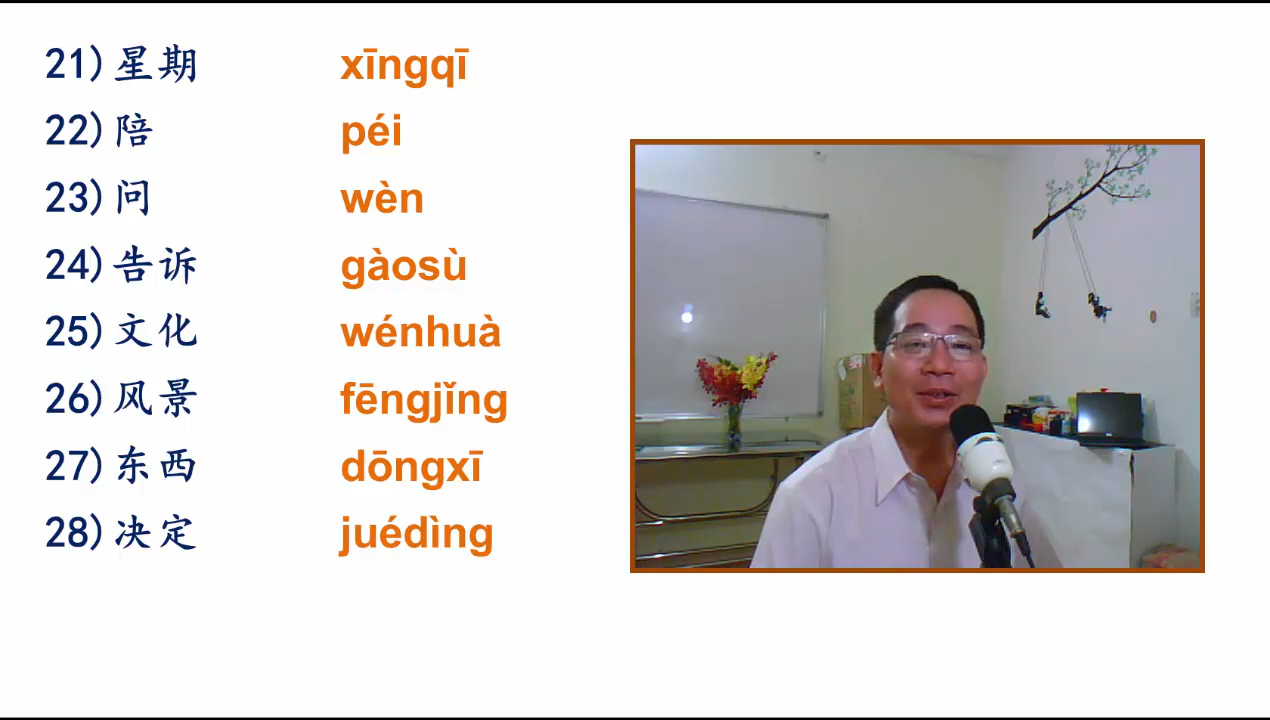 21) 星期 xīngqī
22) 陪 péi
23) 问 wèn
24) 告诉 gàosù
25) 文化 wénhuà
26) 风景 fēngjǐng
27) 东西 dōngxī
28) 决定 juédìng